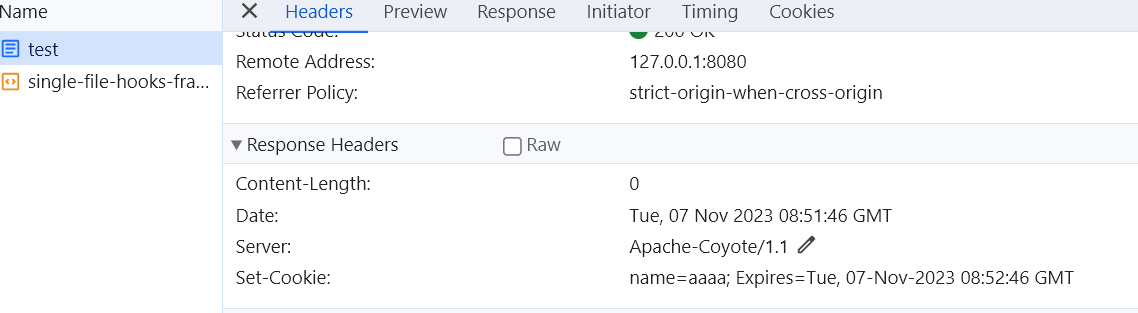 Name
Headers Preview Response Initiator Timing Cookies
test
single-file-hooks-fra...
Status Code: 200 OK
Remote Address: 127.0.0.1:8080
Referrer Policy: strict-origin-when-cross-origin
Response Headers Raw
Content-Length: 0
Date: Tue, 07 Nov 2023 08:51:46 GMT
Server: Apache-Coyote/1.1
Set-Cookie: name=aaaa; Expires=Tue, 07-Nov-2023 08:52:46 GMT